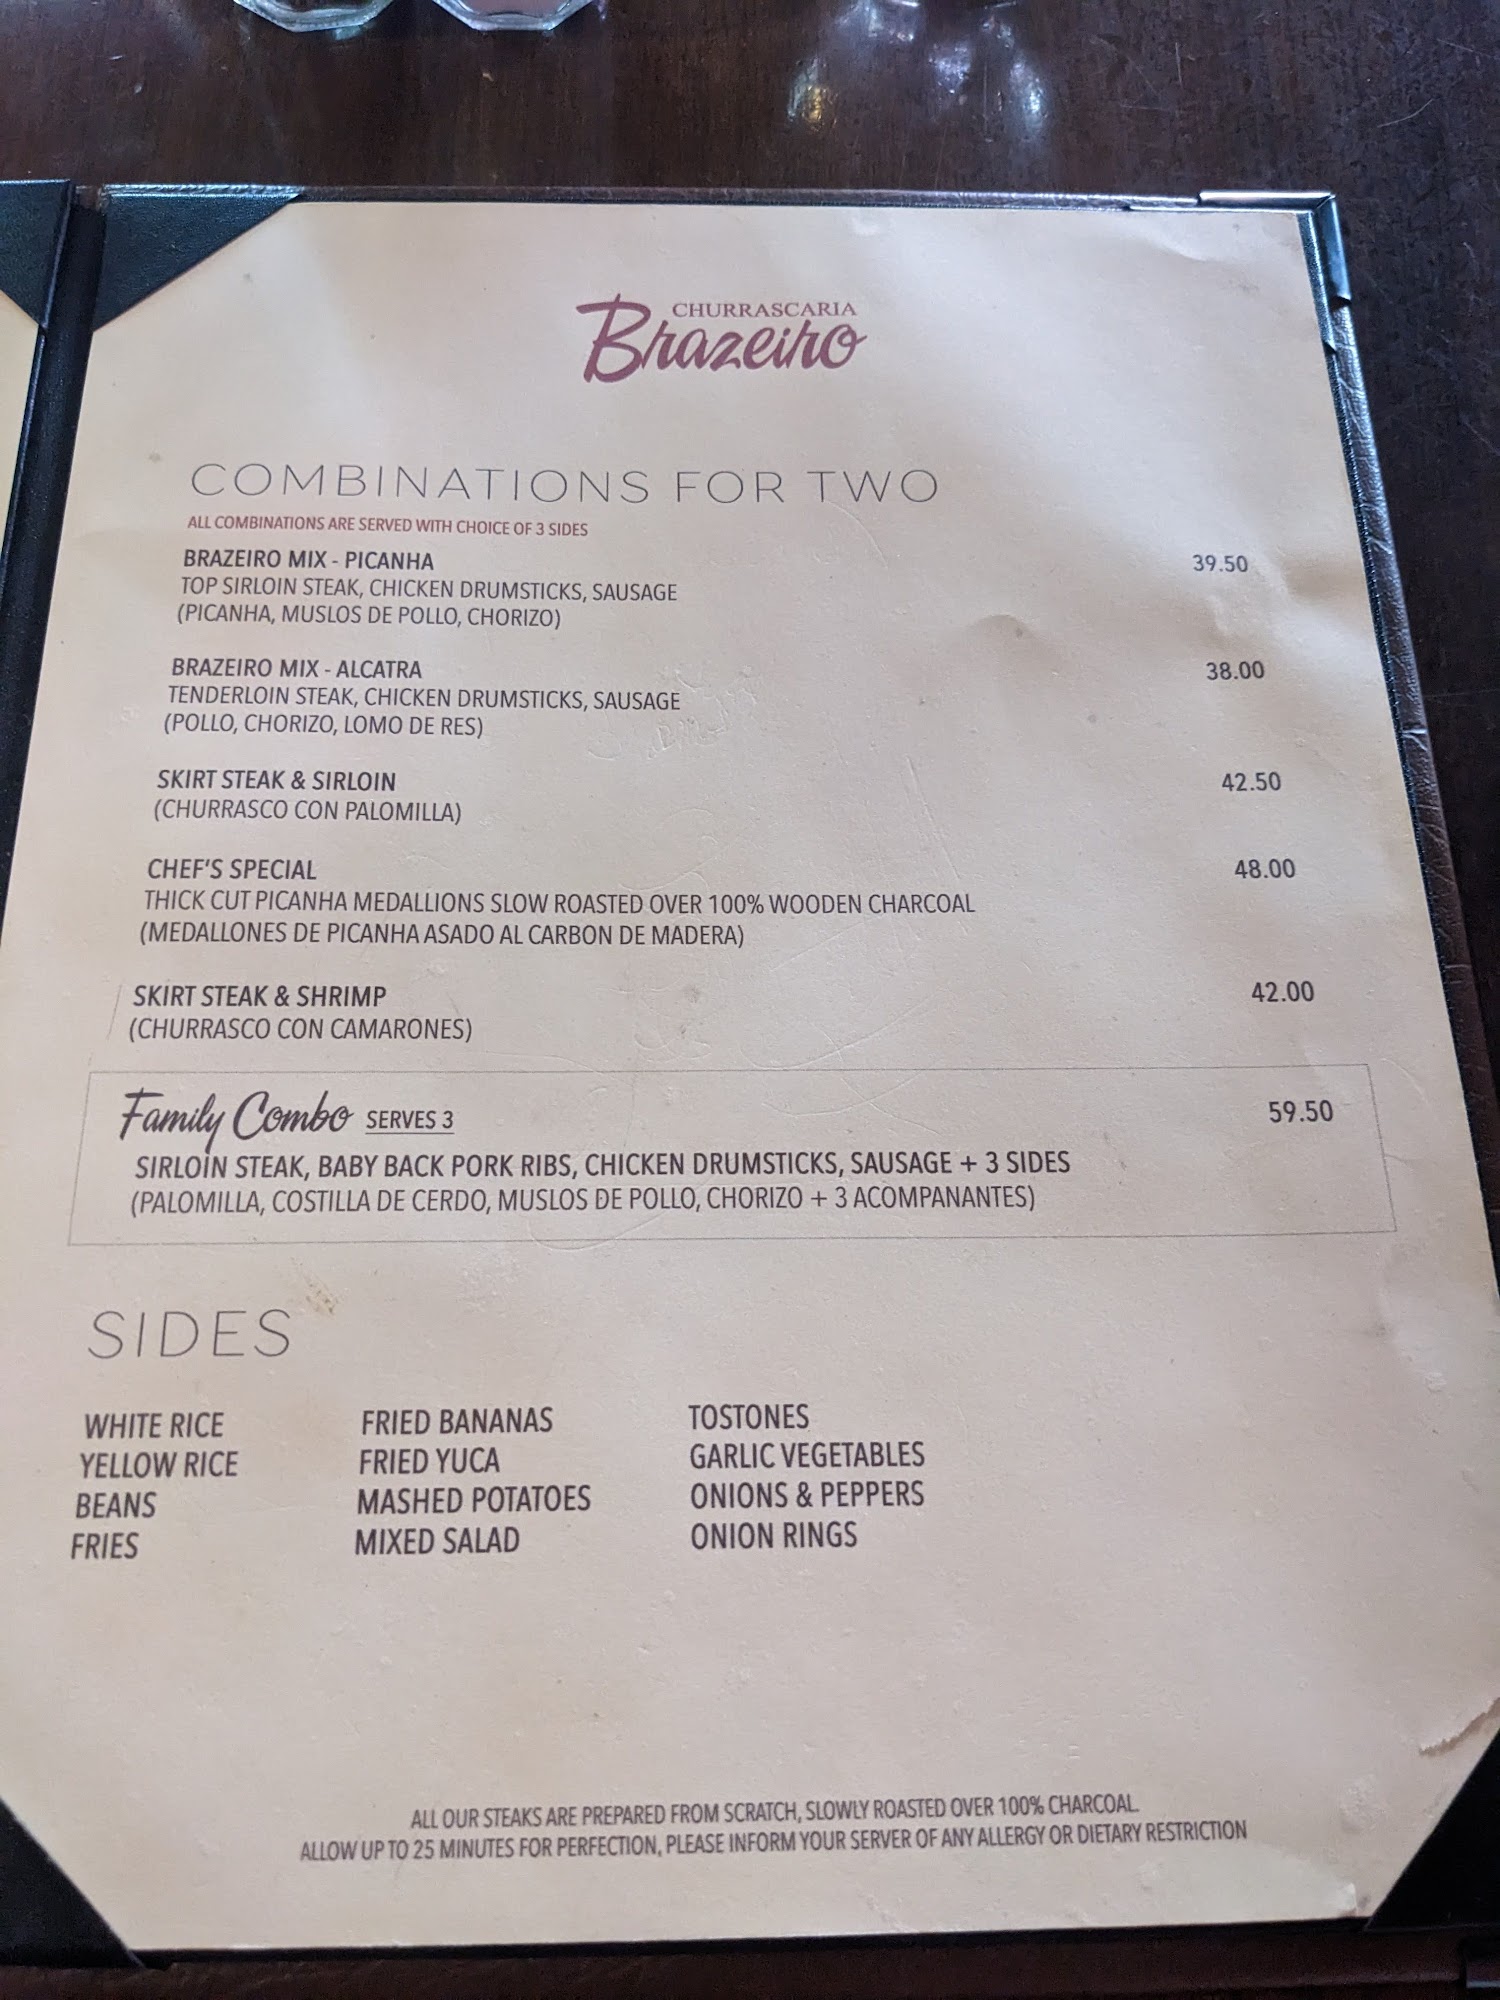 CHURRASCARIA
Brazeiro
COMBINATIONS FOR TWO
ALL COMBINATIONS ARE SERVED WITH CHOICE OF 3 SIDES
BRAZEIRO MIX - PICANHA 39.50
TOP SIRLOIN STEAK, CHICKEN DRUMSTICKS, SAUSAGE
(PICANHA, MUSLOS DE POLLO, CHORIZO)
BRAZEIRO MIX - ALCATRA 38.00
TENDERLOIN STEAK, CHICKEN DRUMSTICKS, SAUSAGE
(POLLO, CHORIZO, LOMO DE RES)
SKIRT STEAK & SIRLOIN 42.50
(CHURRASCO CON PALOMILLA)
CHEF'S SPECIAL 48.00
THICK CUT PICANHA MEDALLIONS SLOW ROASTED OVER 100% WOODEN CHARCOAL
(MEDALLONES DE PICANHA ASADO AL CARBON DE MADERA)
SKIRT STEAK & SHRIMP 42.00
(CHURRASCO CON CAMARONES)
Family Combo SERVES 3 59.50
SIRLOIN STEAK, BABY BACK PORK RIBS, CHICKEN DRUMSTICKS, SAUSAGE + 3 SIDES
(PALOMILLA, COSTILLA DE CERDO, MUSLOS DE POLLO, CHORIZO + 3 ACOMPANANTES)
SIDES
WHITE RICE
YELLOW RICE
BEANS
FRIES
FRIED BANANAS
FRIED YUCA
MASHED POTATOES
MIXED SALAD
TOSTONES
GARLIC VEGETABLES
ONIONS & PEPPERS
ONION RINGS
ALL OUR STEAKS ARE PREPARED FROM SCRATCH, SLOWLY ROASTED OVER 100% CHARCOAL.
ALLOW UP TO 25 MINUTES FOR PERFECTION, PLEASE INFORM YOUR SERVER OF ANY ALLERGY OR DIETARY RESTRICTION